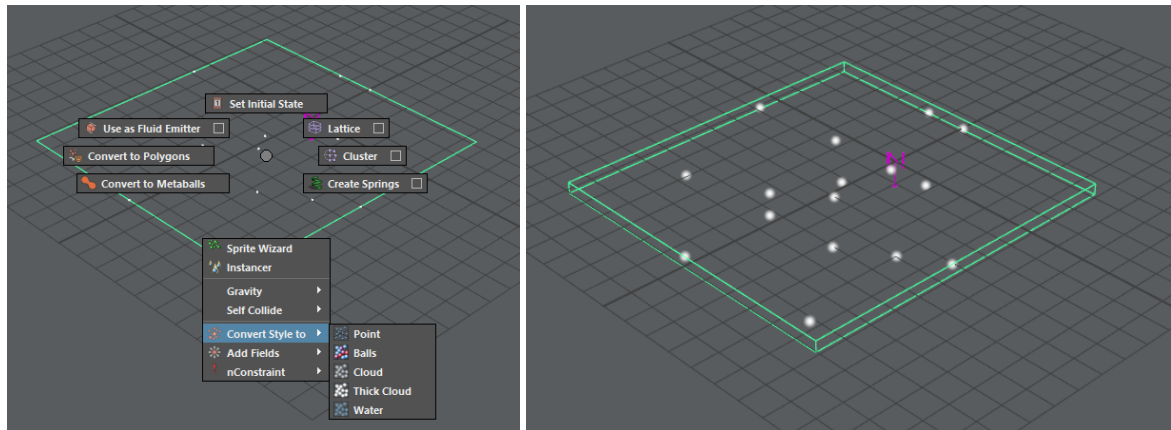 Set Initial State
Use as Fluid Emitter
Lattice
Convert to Polygons
Cluster
Convert to Metaballs
Create Springs
Sprite Wizard
Instancer
Gravity
Self Collide
Convert Style to
Point
Add Fields
Balls
nConstraint
Cloud
Thick Cloud
Water